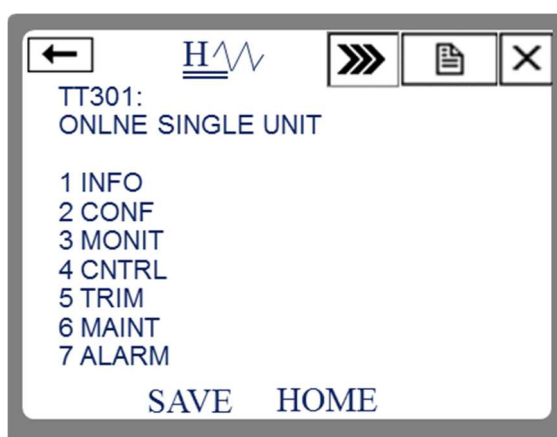 H
TT301:
ONLNE SINGLE UNIT
1 INFO
2 CONF
3 MONIT
4 CNTRL
5 TRIM
6 MAINT
7 ALARM
SAVE HOME